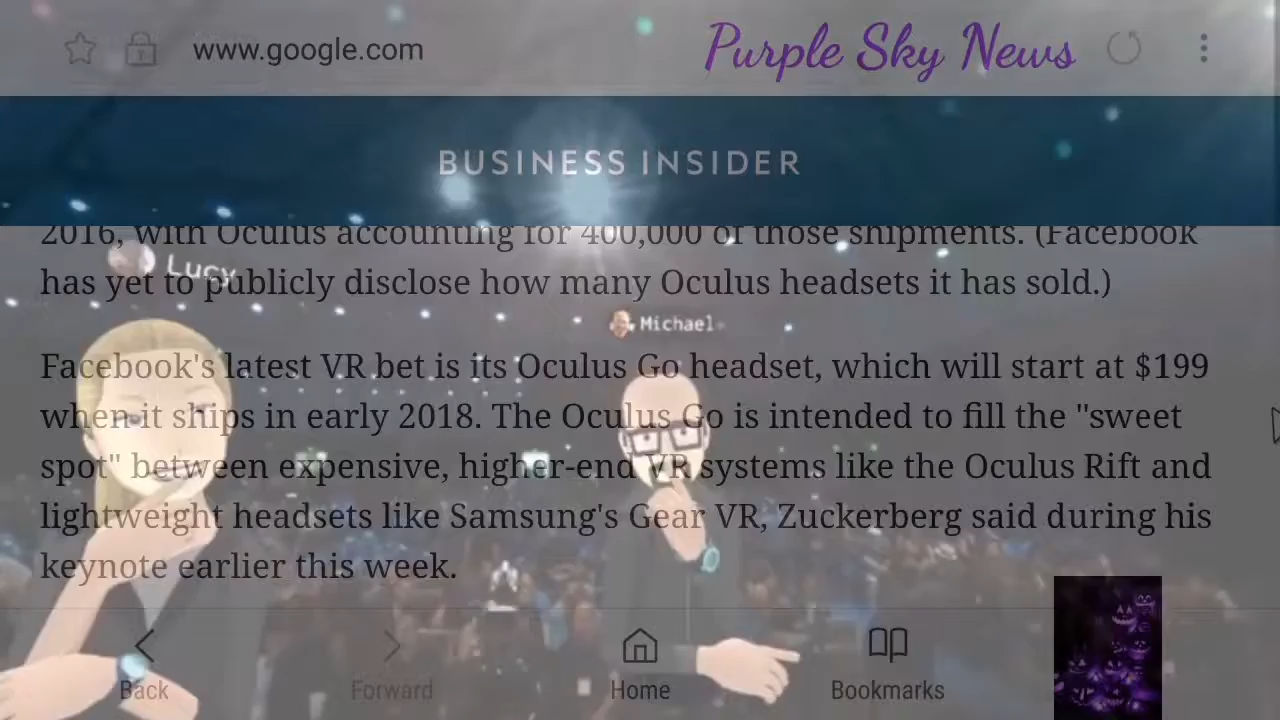 www.google.com
Purple Sky News
BUSINESS INSIDER
2016, with Oculus accounting for 400,000 of those shipments. (Facebook
Lucy
has yet to publicly disclose how many Oculus headsets it has sold.)
Michael
Facebook's latest VR bet is its Oculus Go headset, which will start at $199
when it ships in early 2018. The Oculus Go is intended to fill the "sweet
spot" between expensive, higher-end VR systems like the Oculus Rift and
lightweight headsets like Samsung's Gear VR, Zuckerberg said during his
keynote earlier this week.
Back
Forward
Home
Bookmarks